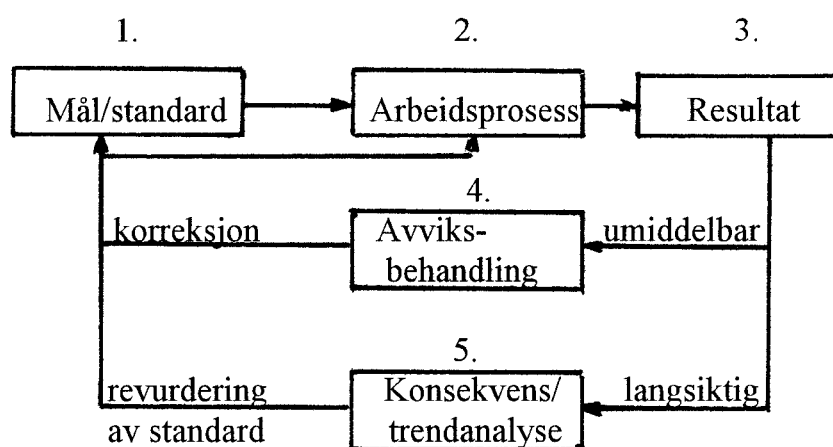 1.
2.
3.
Mål/standard
Arbeidsprosess
Resultat
4.
korreksjon
Avviks-
behandling
umiddelbar
5.
revurdering
av standard
Konsekvens/
trendanalyse
langsiktig